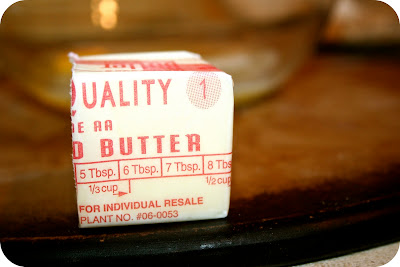 QUALITY 1
AA
BUTTER
5 Tbsp. 6 Tbsp. 7 Tbsp. 8 Tbsp.
1/3 cup 1/2 cup
FOR INDIVIDUAL RESALE
PLANT NO. #06-0053